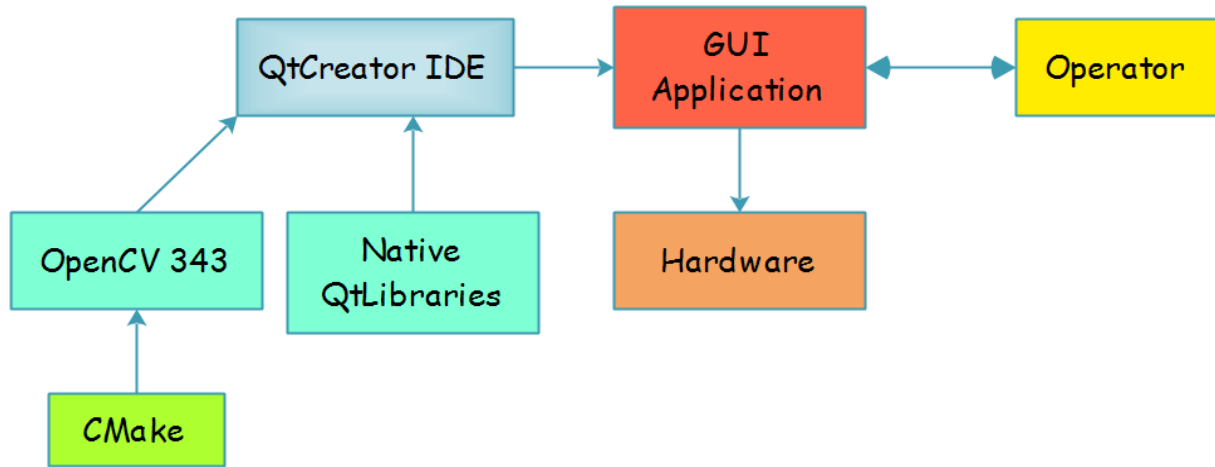 QtCreator IDE
GUI
Application
Operator
OpenCV 343
Native
QtLibraries
Hardware
CMake